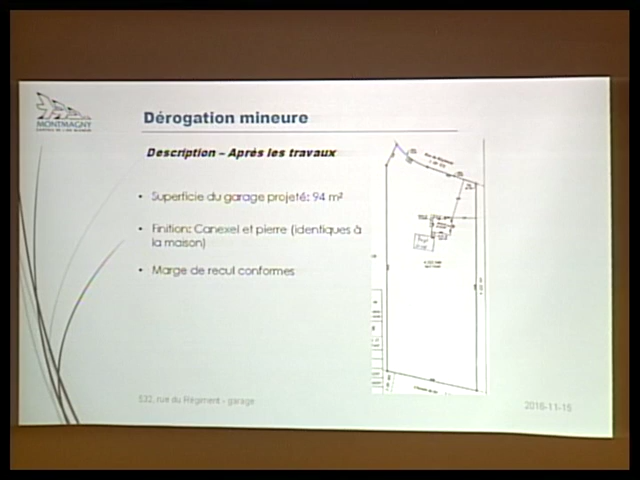 MONTMAGNY
Dérogation mineure
Description – Après les travaux
• Superficie du garage projeté: 94 m²
• Finition: Canexel et pierre (identiques à
la maison)
• Marge de recul conformes
rue du Régiment - garage
2016-11-15